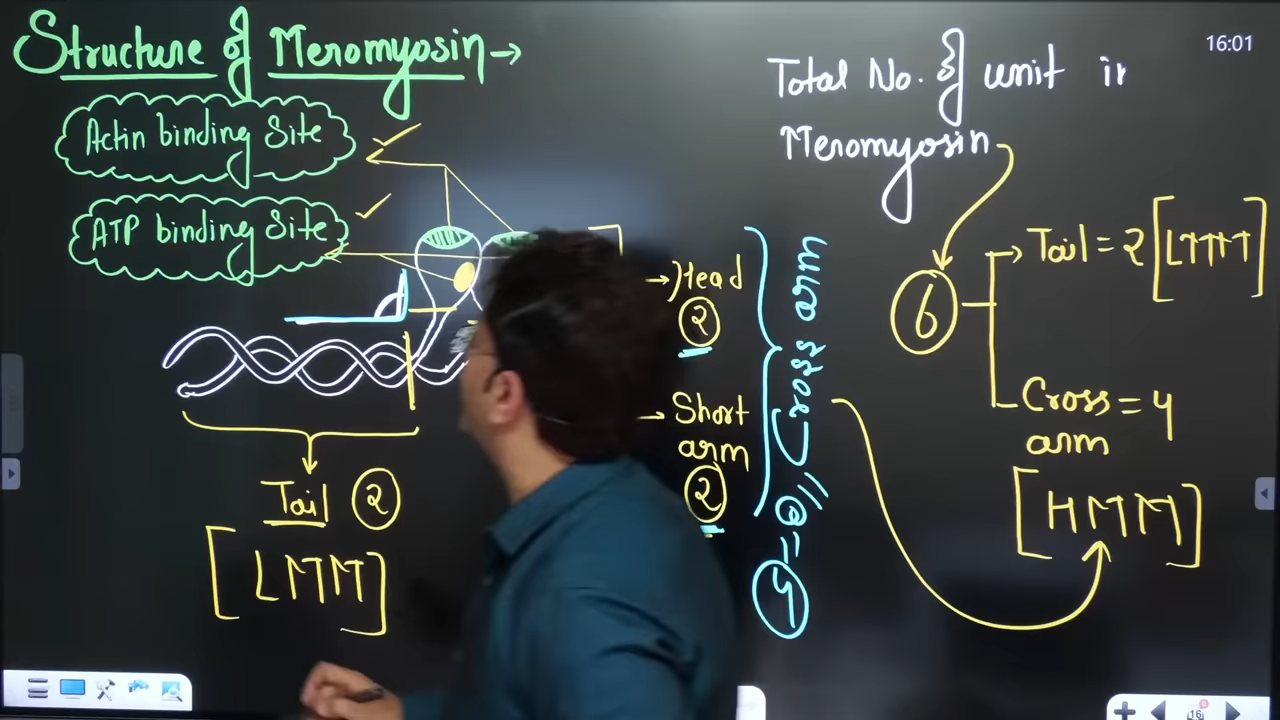 Structure of Meromyosin →
Actin binding Site ✓
ATP binding Site ✓
→ Head
2
→ Short
arm
2
Cross arm
= 4
Tail 2
[LMM]
Total No. of unit in
Meromyosin
6
→ Tail = 2 [LMM]
Cross = 4
arm
[HMM]
16:01
16